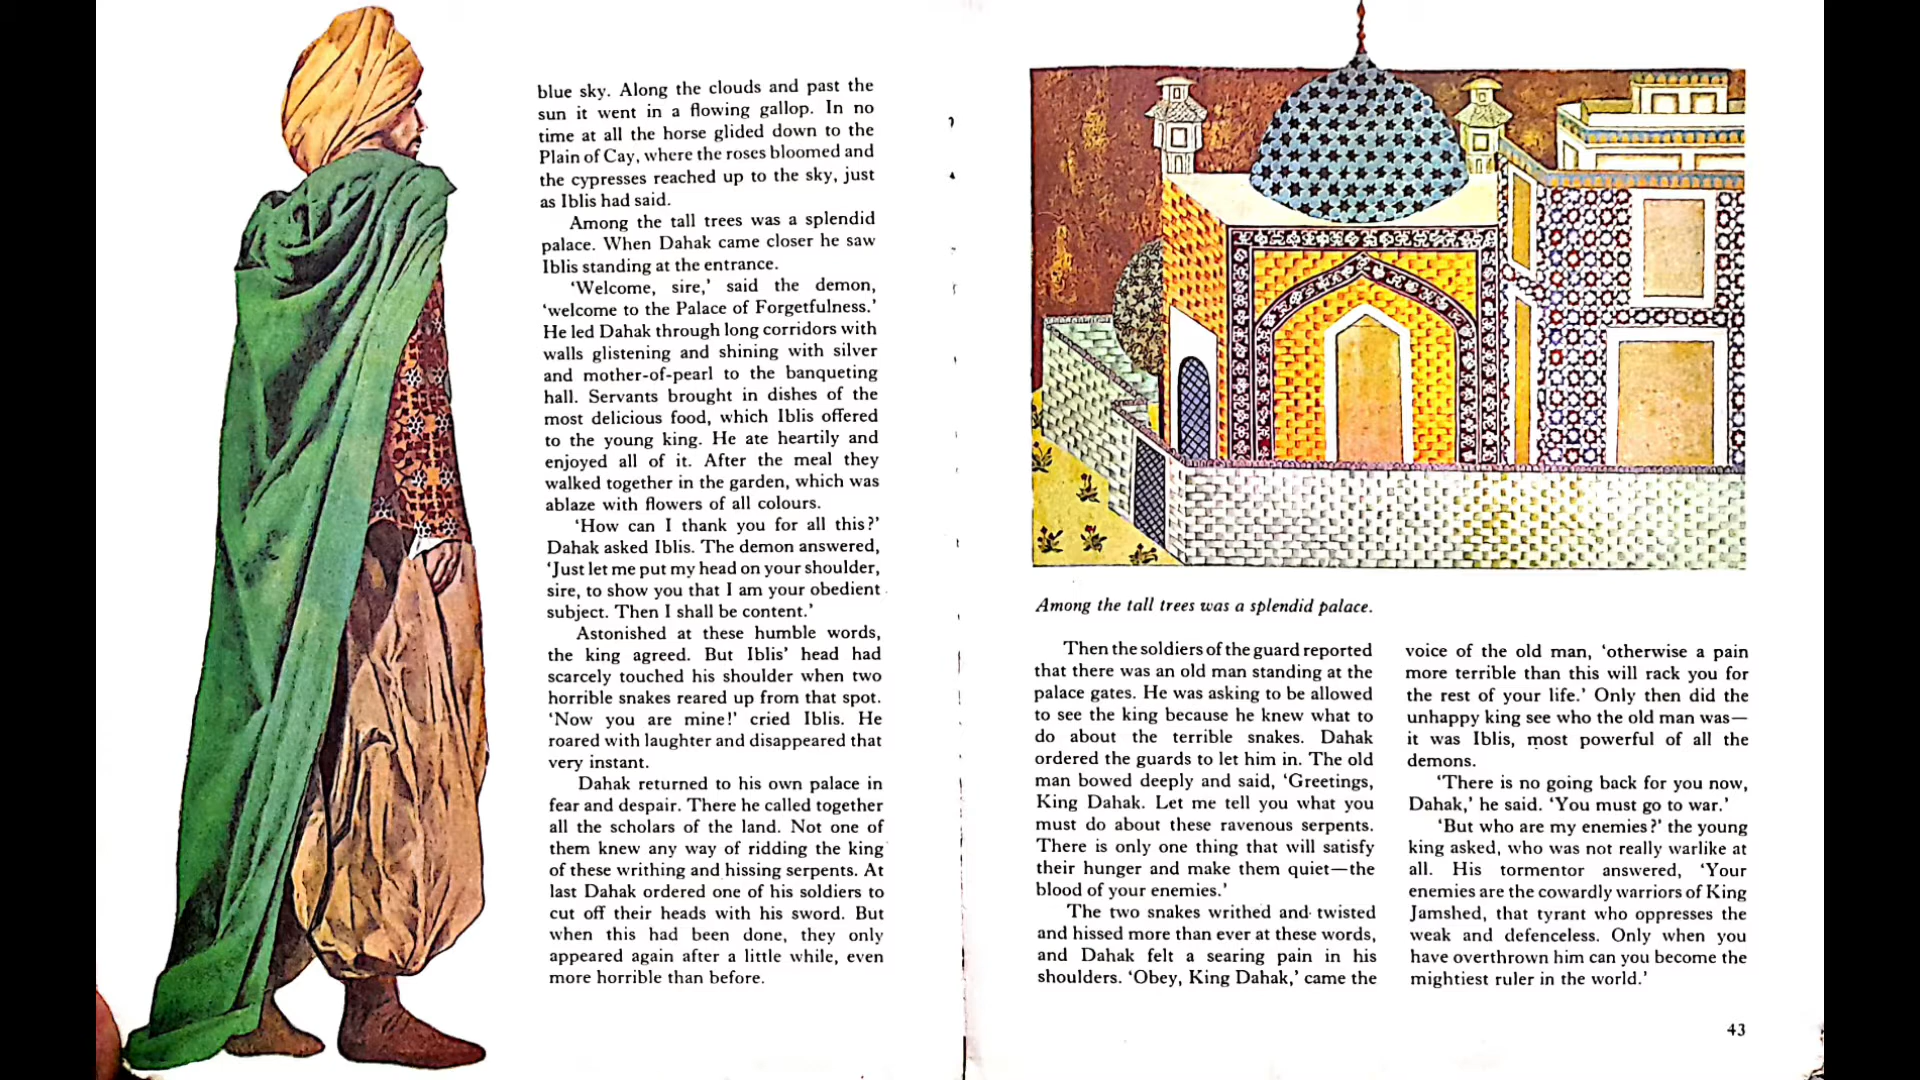 blue sky. Along the clouds and past the
sun it went in a flowing gallop. In no
time at all the horse glided down to the
Plain of Cay, where the roses bloomed and
the cypresses reached up to the sky, just
as Iblis had said.
Among the tall trees was a splendid
palace. When Dahak came closer he saw
Iblis standing at the entrance.
‘Welcome, sire,’ said the demon,
‘welcome to the Palace of Forgetfulness.’
He led Dahak through long corridors with
walls glistening and shining with silver
and mother-of-pearl to the banqueting
hall. Servants brought in dishes of the
most delicious food, which Iblis offered
to the young king. He ate heartily and
enjoyed all of it. After the meal they
walked together in the garden, which was
ablaze with flowers of all colours.
‘How can I thank you for all this?’
Dahak asked Iblis. The demon answered,
‘Just let me put my head on your shoulder,
sire, to show you that I am your obedient
subject. Then I shall be content.’
Astonished at these humble words,
the king agreed. But Iblis’ head had
scarcely touched his shoulder when two
horrible snakes reared up from that spot.
‘Now you are mine!’ cried Iblis. He
roared with laughter and disappeared that
very instant.
Dahak returned to his own palace in
fear and despair. There he called together
all the scholars of the land. Not one of
them knew any way of ridding the king
of these writhing and hissing serpents. At
last Dahak ordered one of his soldiers to
cut off their heads with his sword. But
when this had been done, they only
appeared again after a little while, even
more horrible than before.
Among the tall trees was a splendid palace.
Then the soldiers of the guard reported
that there was an old man standing at the
palace gates. He was asking to be allowed
to see the king because he knew what to
do about the terrible snakes. Dahak
ordered the guards to let him in. The old
man bowed deeply and said, ‘Greetings,
King Dahak. Let me tell you what you
must do about these ravenous serpents.
There is only one thing that will satisfy
their hunger and make them quiet—the
blood of your enemies.’
The two snakes writhed and twisted
and hissed more than ever at these words,
and Dahak felt a searing pain in his
shoulders. ‘Obey, King Dahak,’ came the
voice of the old man, ‘otherwise a pain
more terrible than this will rack you for
the rest of your life.’ Only then did the
unhappy king see who the old man was—
it was Iblis, most powerful of all the
demons.
‘There is no going back for you now,
Dahak,’ he said. ‘You must go to war.’
‘But who are my enemies?’ the young
king asked, who was not really warlike at
all. His tormentor answered, ‘Your
enemies are the cowardly warriors of King
Jamshed, that tyrant who oppresses the
weak and defenceless. Only when you
have overthrown him can you become the
mightiest ruler in the world.’
43